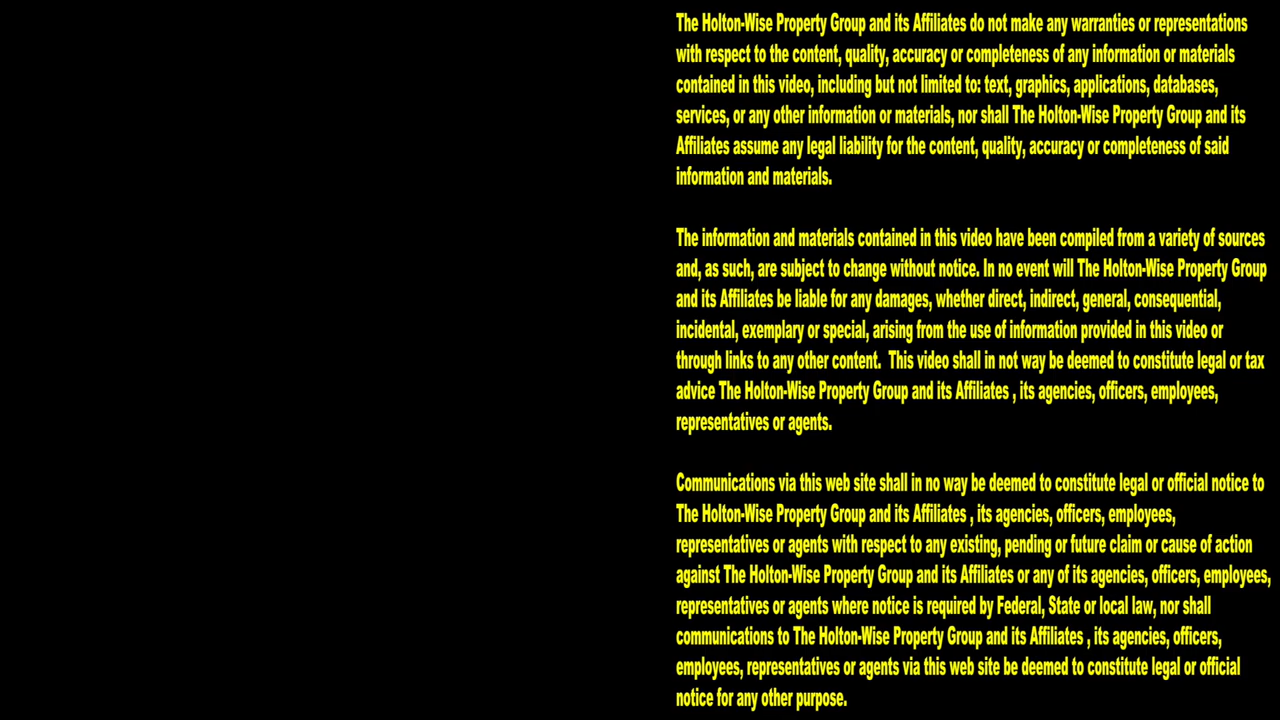 The Holton-Wise Property Group and its Affiliates do not make any warranties or representations
with respect to the content, quality, accuracy or completeness of any information or materials
contained in this video, including but not limited to: text, graphics, applications, databases,
services, or any other information or materials, nor shall The Holton-Wise Property Group and its
Affiliates assume any legal liability for the content, quality, accuracy or completeness of said
information and materials.
The information and materials contained in this video have been compiled from a variety of sources
and, as such, are subject to change without notice. In no event will The Holton-Wise Property Group
and its Affiliates be liable for any damages, whether direct, indirect, general, consequential,
incidental, exemplary or special, arising from the use of information provided in this video or
through links to any other content.  This video shall in not way be deemed to constitute legal or tax
advice The Holton-Wise Property Group and its Affiliates , its agencies, officers, employees,
representatives or agents.
Communications via this web site shall in no way be deemed to constitute legal or official notice to
The Holton-Wise Property Group and its Affiliates , its agencies, officers, employees,
representatives or agents with respect to any existing, pending or future claim or cause of action
against The Holton-Wise Property Group and its Affiliates or any of its agencies, officers, employees,
representatives or agents where notice is required by Federal, State or local law, nor shall
communications to The Holton-Wise Property Group and its Affiliates , its agencies, officers,
employees, representatives or agents via this web site be deemed to constitute legal or official
notice for any other purpose.